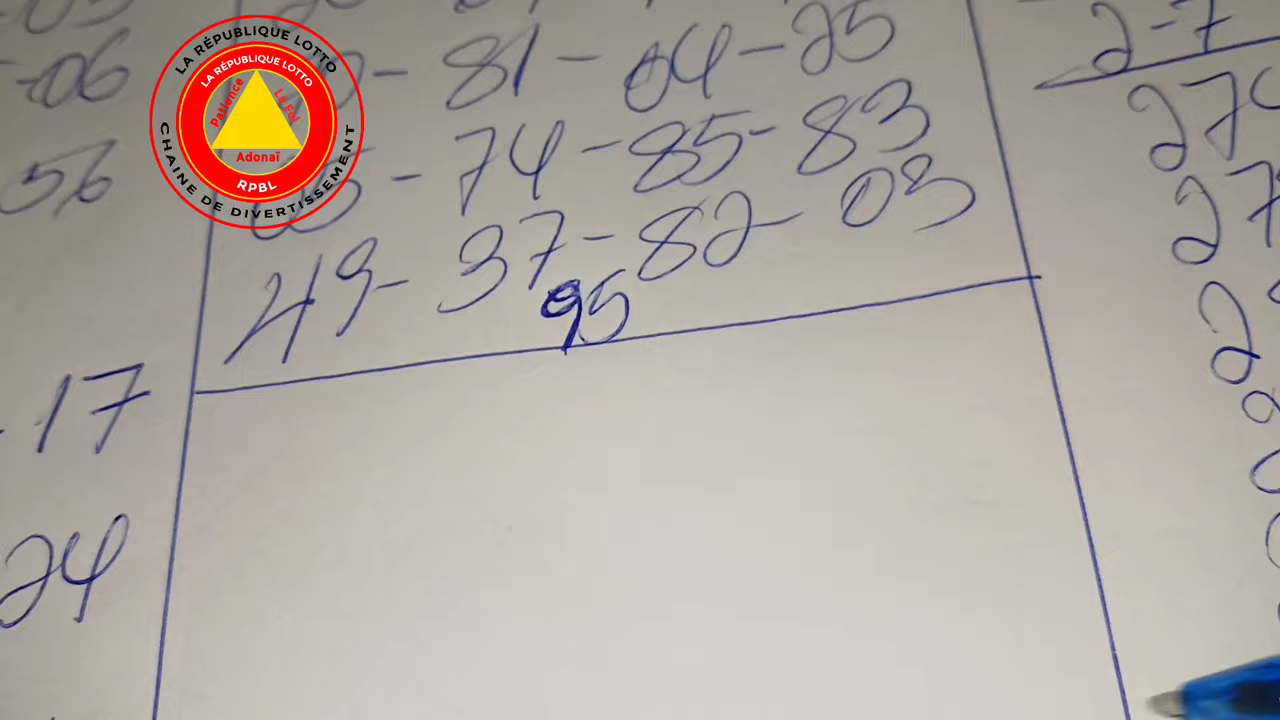 LA RÉPUBLIQUE LOTTO
LA RÉPUBLIQUE LOTTO
Patience
La Foi
Adonaï
RPBL
CHAINE DE DIVERTISSEMENT
-06
- 81 - 04 - 25
2-7
56
- 74 - 85 - 83
274
49 - 37 - 82 - 03
27
95
17
24